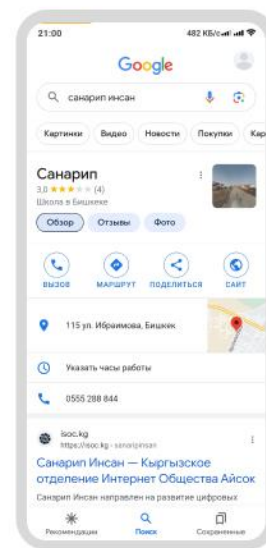 21:00 482 КБ/с
Google
санарип инсан
Картинки Видео Новости Покупки Кар
Санарип
3,0 (4)
Школа в Бишкеке
Обзор Отзывы Фото
ВЫЗОВ МАРШРУТ ПОДЕЛИТЬСЯ САЙТ
115 ул. Ибраимова, Бишкек
Указать часы работы
0555 288 844
isoc.kg
https://isoc.kg › sanaripinsan
Санарип Инсан — Кыргызское
отделение Интернет Общества Айсок
Санарип Инсан направлен на развитие цифровых
Рекомендации Поиск Сохраненные